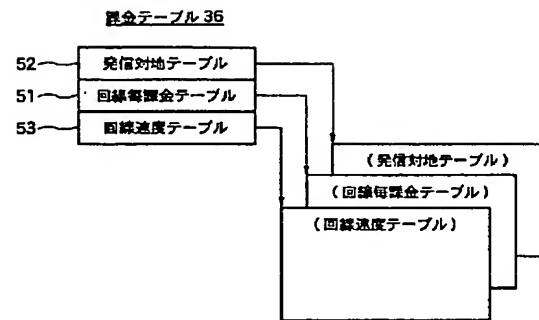 課金テーブル 36
52 発信対地テーブル
51 回線毎課金テーブル
53 回線速度テーブル
(発信対地テーブル)
(回線毎課金テーブル)
(回線速度テーブル)